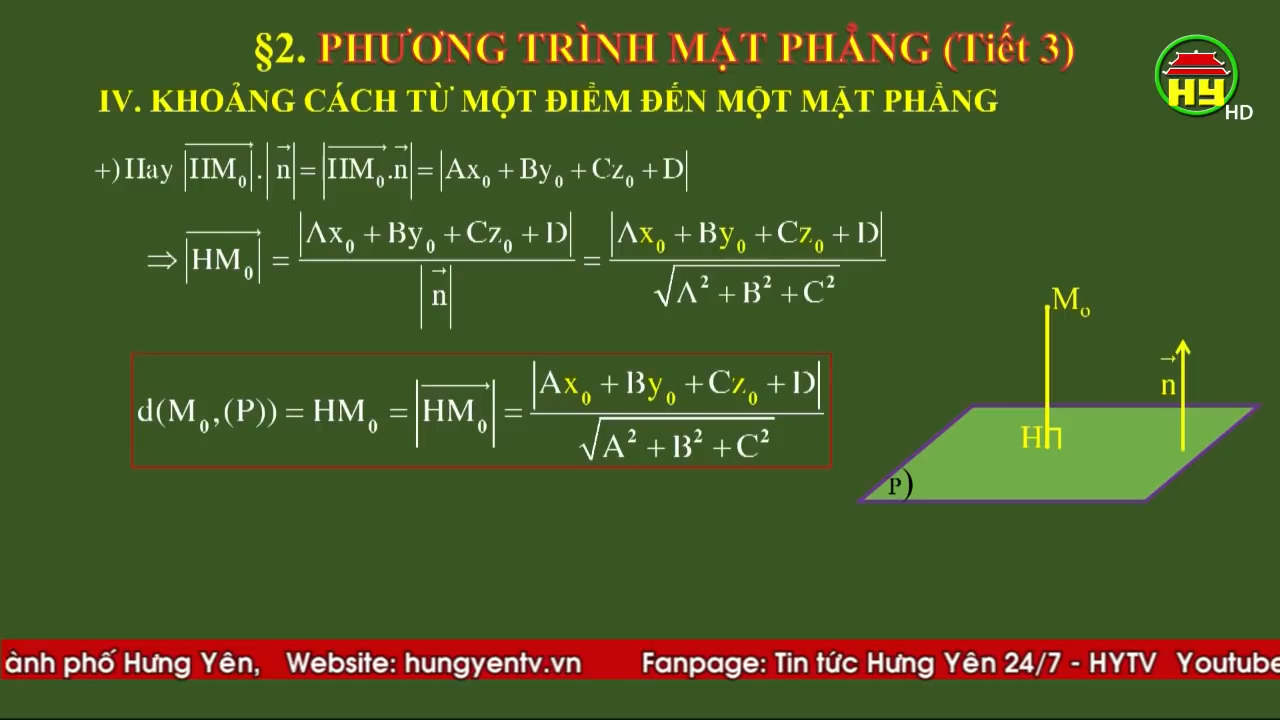 §2. PHƯƠNG TRÌNH MẶT PHẲNG (Tiết 3)
HY HD
IV. KHOẢNG CÁCH TỪ MỘT ĐIỂM ĐẾN MỘT MẶT PHẲNG
+) Hay |HM₀|.|n| = |HM₀.n| = |Ax₀ + By₀ + Cz₀ + D|
⇒ |HM₀| = |Ax₀ + By₀ + Cz₀ + D| / |n| = |Ax₀ + By₀ + Cz₀ + D| / √A² + B² + C²
d(M₀,(P)) = HM₀ = |HM₀| = |Ax₀ + By₀ + Cz₀ + D| / √A² + B² + C²
M₀
n
H
P)
ành phố Hưng Yên, Website: hungyentv.vn Fanpage: Tin tức Hưng Yên 24/7 - HYTV Youtube